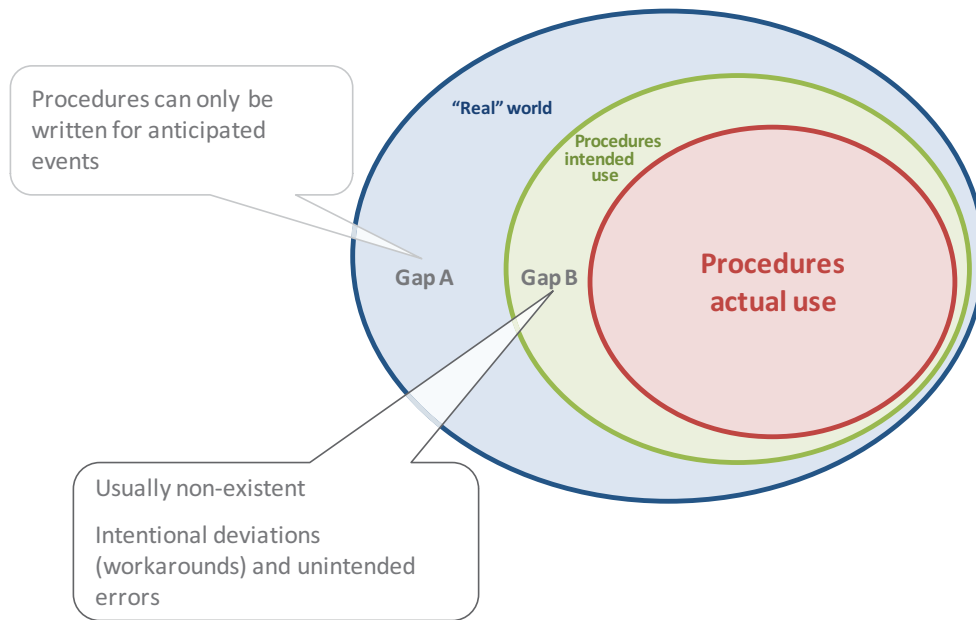 Procedures can only be
written for anticipated
events
“Real” world
Procedures
intended
use
Gap A
Gap B
Procedures
actual use
Usually non-existent
Intentional deviations
(workarounds) and unintended
errors